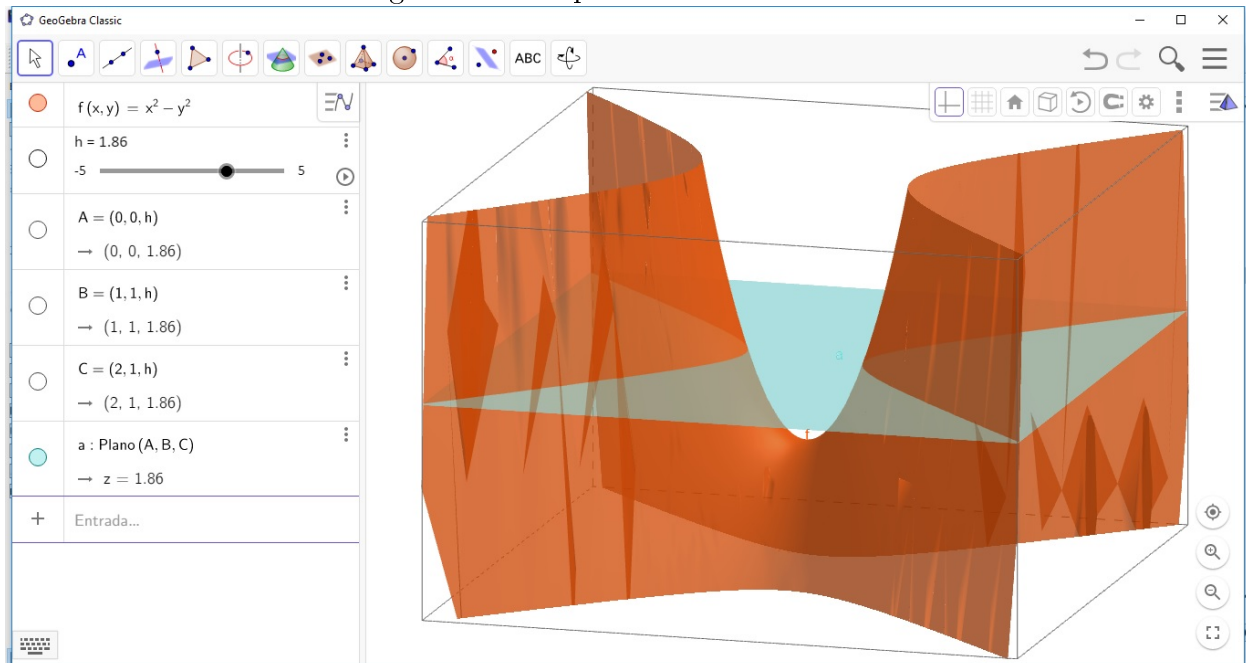 GeoGebra Classic
A
ABC
f (x, y) = x² − y²
h = 1.86
-5
5
A = (0, 0, h)
→ (0, 0, 1.86)
B = (1, 1, h)
→ (1, 1, 1.86)
C = (2, 1, h)
→ (2, 1, 1.86)
a : Plano (A, B, C)
→ z = 1.86
+ Entrada...
a
f